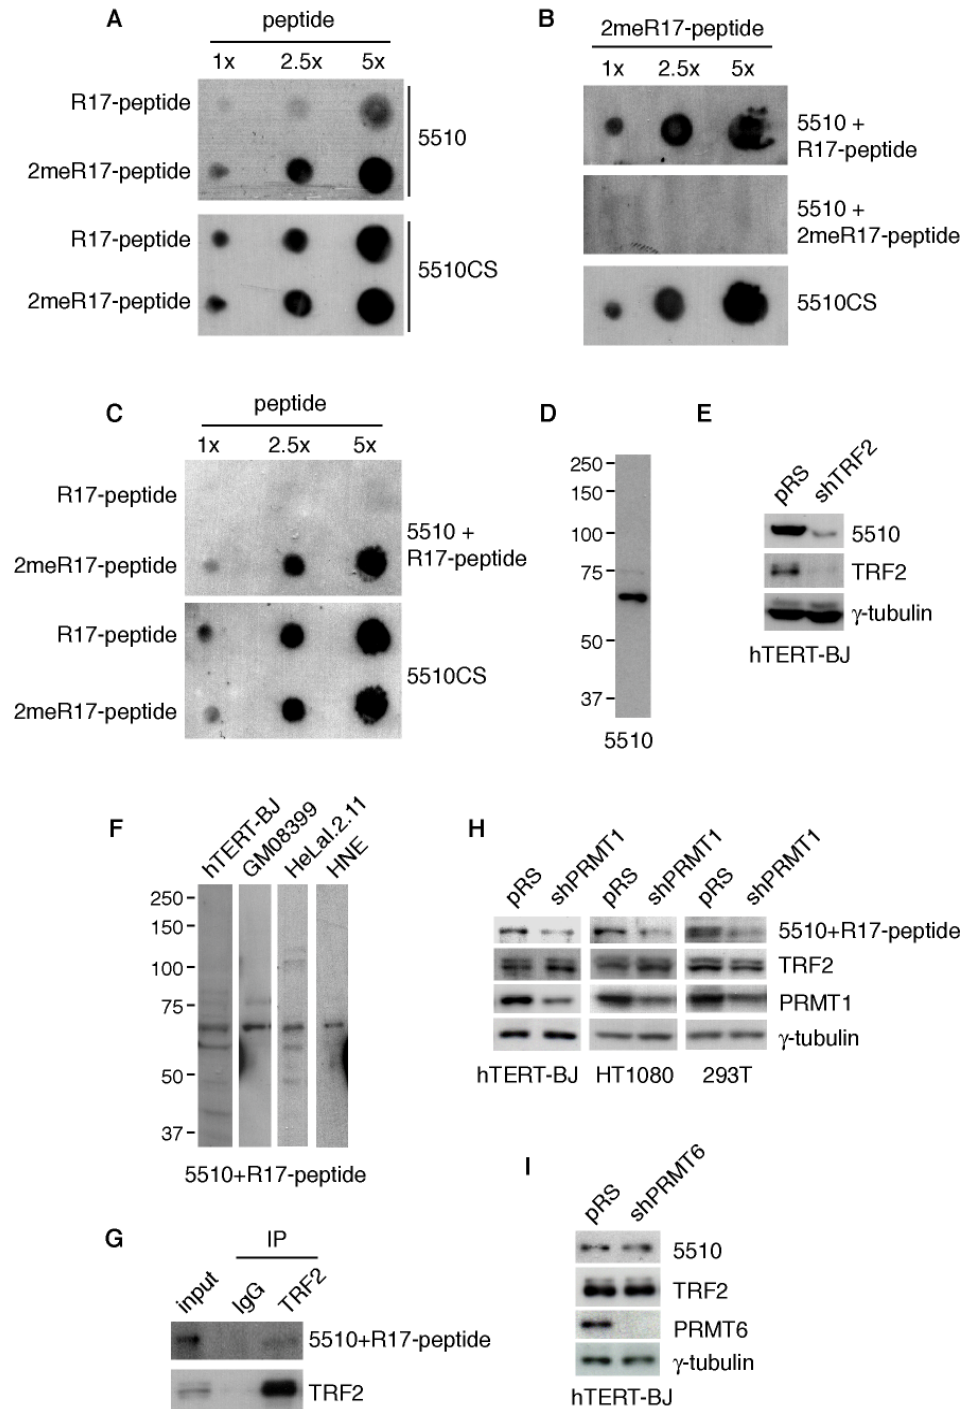 A
peptide
1x 2.5x 5x
R17-peptide
2meR17-peptide
5510
R17-peptide
2meR17-peptide
5510CS
B
2meR17-peptide
1x 2.5x 5x
5510 +
R17-peptide
5510 +
2meR17-peptide
5510CS
C
peptide
1x 2.5x 5x
R17-peptide
2meR17-peptide
5510 +
R17-peptide
R17-peptide
2meR17-peptide
5510CS
D
250
150
100
75
50
37
5510
E
pRS shTRF2
5510
TRF2
γ-tubulin
hTERT-BJ
F
hTERT-BJ GM08399 HeLaI.2.11 HNE
250
150
100
75
50
37
5510+R17-peptide
G
IP
input IgG TRF2
5510+R17-peptide
TRF2
H
pRS shPRMT1 pRS shPRMT1 pRS shPRMT1
5510+R17-peptide
TRF2
PRMT1
γ-tubulin
hTERT-BJ HT1080 293T
I
pRS shPRMT6
5510
TRF2
PRMT6
γ-tubulin
hTERT-BJ